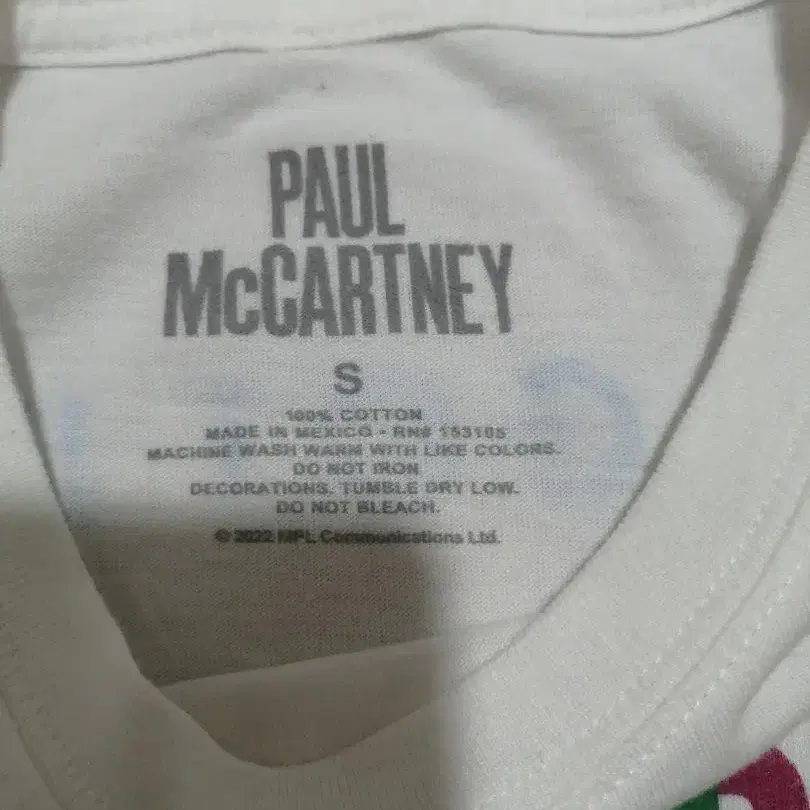 PAUL
McCARTNEY
S
100% COTTON
MADE IN MEXICO - RN# 153105
MACHINE WASH WARM WITH LIKE COLORS.
DO NOT IRON
DECORATIONS. TUMBLE DRY LOW.
DO NOT BLEACH.
© 2022 MPL Communications Ltd.